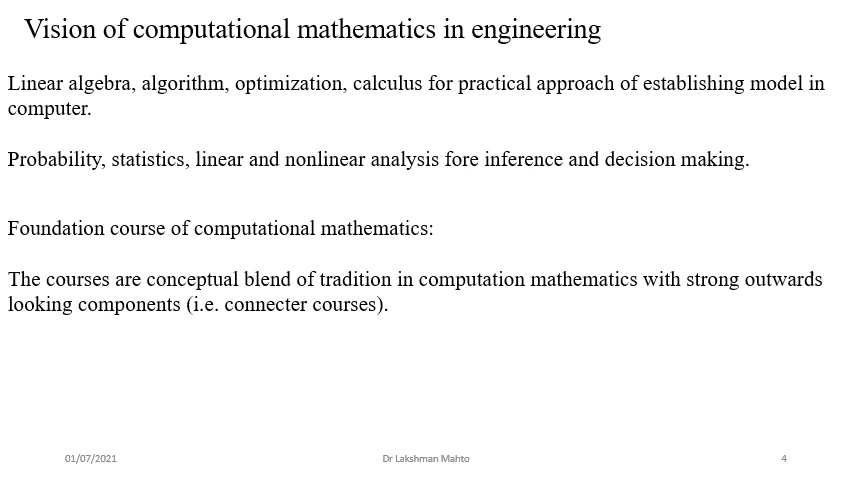 Vision of computational mathematics in engineering
Linear algebra, algorithm, optimization, calculus for practical approach of establishing model in
computer.
Probability, statistics, linear and nonlinear analysis fore inference and decision making.
Foundation course of computational mathematics:
The courses are conceptual blend of tradition in computation mathematics with strong outwards
looking components (i.e. connecter courses).
01/07/2021 Dr Lakshman Mahto 4